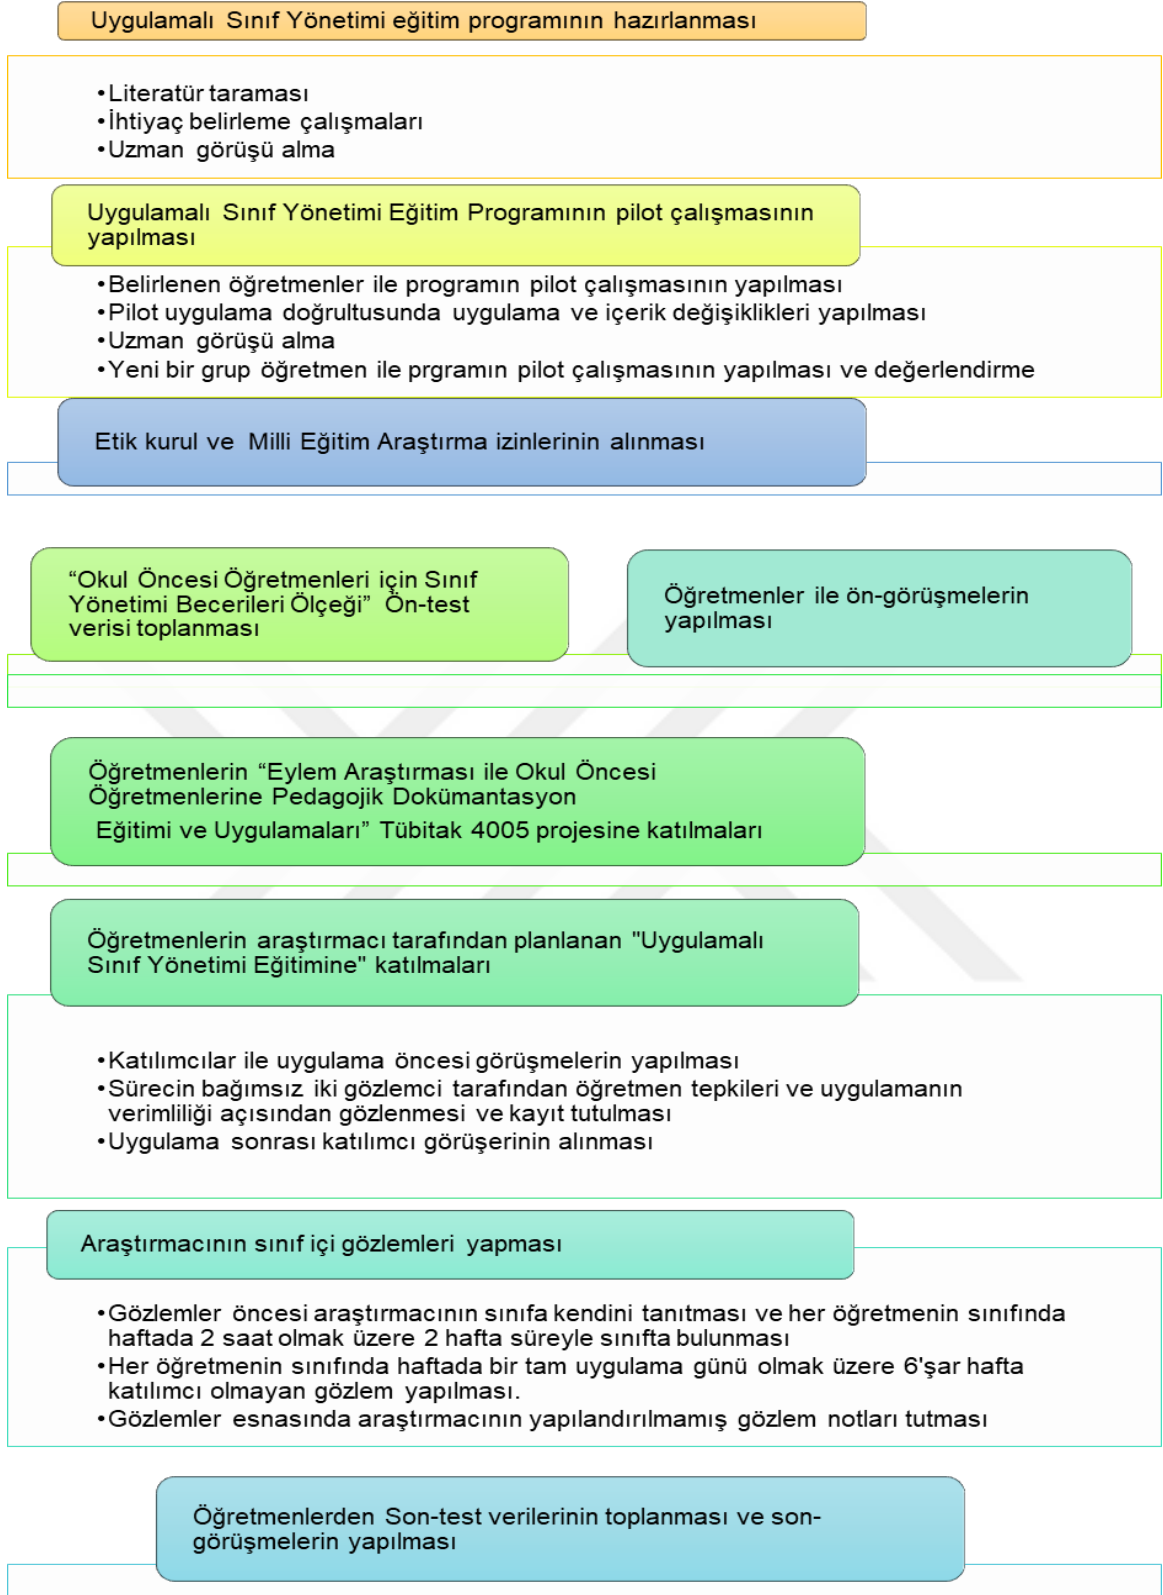 Uygulamalı Sınıf Yönetimi eğitim programının hazırlanması
•Literatür taraması
•İhtiyaç belirleme çalışmaları
•Uzman görüşü alma
Uygulamalı Sınıf Yönetimi Eğitim Programının pilot çalışmasının
yapılması
•Belirlenen öğretmenler ile programın pilot çalışmasının yapılması
•Pilot uygulama doğrultusunda uygulama ve içerik değişiklikleri yapılması
•Uzman görüşü alma
•Yeni bir grup öğretmen ile prgramın pilot çalışmasının yapılması ve değerlendirme
Etik kurul ve Milli Eğitim Araştırma izinlerinin alınması
“Okul Öncesi Öğretmenleri için Sınıf
Yönetimi Becerileri Ölçeği” Ön-test
verisi toplanması
Öğretmenler ile ön-görüşmelerin
yapılması
Öğretmenlerin “Eylem Araştırması ile Okul Öncesi
Öğretmenlerine Pedagojik Dokümantasyon
Eğitimi ve Uygulamaları” Tübitak 4005 projesine katılmaları
Öğretmenlerin araştırmacı tarafından planlanan "Uygulamalı
Sınıf Yönetimi Eğitimine" katılmaları
•Katılımcılar ile uygulama öncesi görüşmelerin yapılması
•Sürecin bağımsız iki gözlemci tarafından öğretmen tepkileri ve uygulamanın
verimliliği açısından gözlenmesi ve kayıt tutulması
•Uygulama sonrası katılımcı görüşerinin alınması
Araştırmacının sınıf içi gözlemleri yapması
•Gözlemler öncesi araştırmacının sınıfa kendini tanıtması ve her öğretmenin sınıfında
haftada 2 saat olmak üzere 2 hafta süreyle sınıfta bulunması
•Her öğretmenin sınıfında haftada bir tam uygulama günü olmak üzere 6'şar hafta
katılımcı olmayan gözlem yapılması.
•Gözlemler esnasında araştırmacının yapılandırılmamış gözlem notları tutması
Öğretmenlerden Son-test verilerinin toplanması ve son-
görüşmelerin yapılması